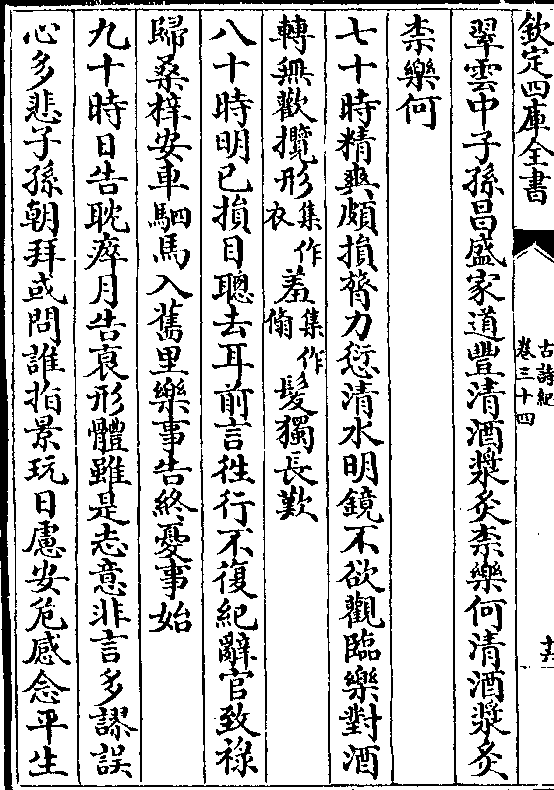 欽定四庫全書
古詩紀
卷三十四
翠雲中子孫昌盛家道豐清酒漿炙柰樂何清酒漿炙
柰樂何
七十時精爽頗損膂力愆清水明鏡不欲觀臨樂對酒
轉無歡攬形集作衣羞集作脩髮獨長歎
八十時明已損目聰去耳前言徃行不復紀辭官致祿
歸桑梓安車駟馬入舊里樂事告終憂事始
九十時日告耽瘁月告衰形體雖是志意非言多謬誤
心多悲子孫朝拜或問誰指景玩日慮安危感念平生